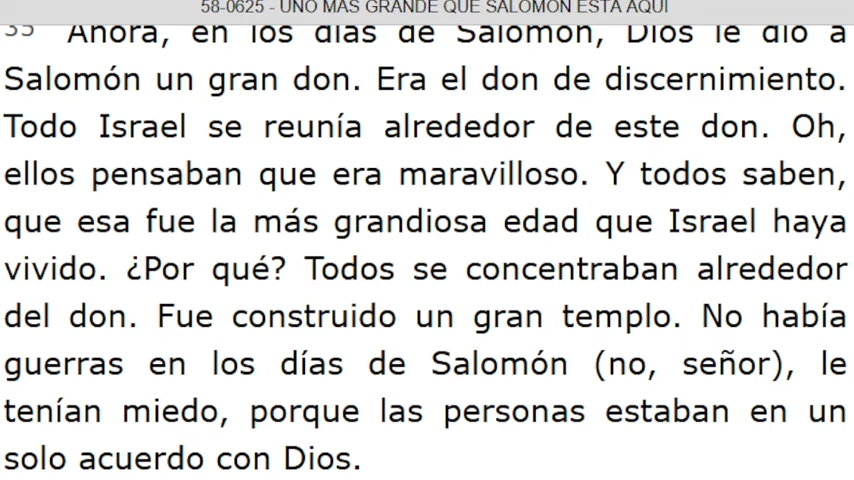 58-0625 - UNO MÁS GRANDE QUE SALOMÓN ESTÁ AQUÍ
35 Ahora, en los días de Salomón, Dios le dio a
Salomón un gran don. Era el don de discernimiento.
Todo Israel se reunía alrededor de este don. Oh,
ellos pensaban que era maravilloso. Y todos saben,
que esa fue la más grandiosa edad que Israel haya
vivido. ¿Por qué? Todos se concentraban alrededor
del don. Fue construido un gran templo. No había
guerras en los días de Salomón (no, señor), le
tenían miedo, porque las personas estaban en un
solo acuerdo con Dios.